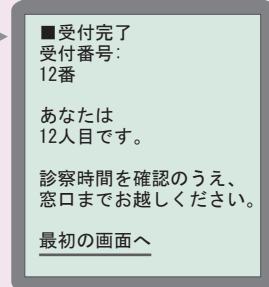 ■受付完了
受付番号:
12番
あなたは
12人目です。
診察時間を確認のうえ、
窓口までお越しください。
最初の画面へ